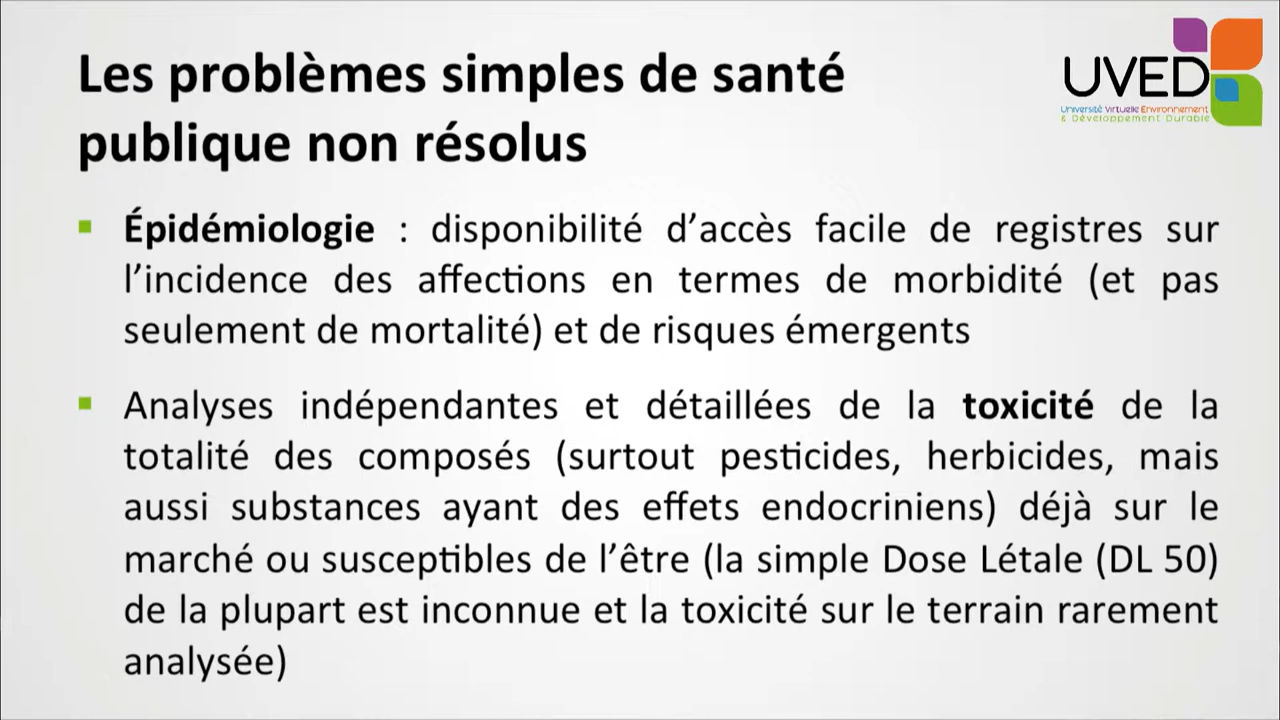 Les problèmes simples de santé
publique non résolus
UVED
Université Virtuelle Environnement
& Développement Durable
Épidémiologie : disponibilité d’accès facile de registres sur
l’incidence des affections en termes de morbidité (et pas
seulement de mortalité) et de risques émergents
Analyses indépendantes et détaillées de la toxicité de la
totalité des composés (surtout pesticides, herbicides, mais
aussi substances ayant des effets endocriniens) déjà sur le
marché ou susceptibles de l’être (la simple Dose Létale (DL 50)
de la plupart est inconnue et la toxicité sur le terrain rarement
analysée)